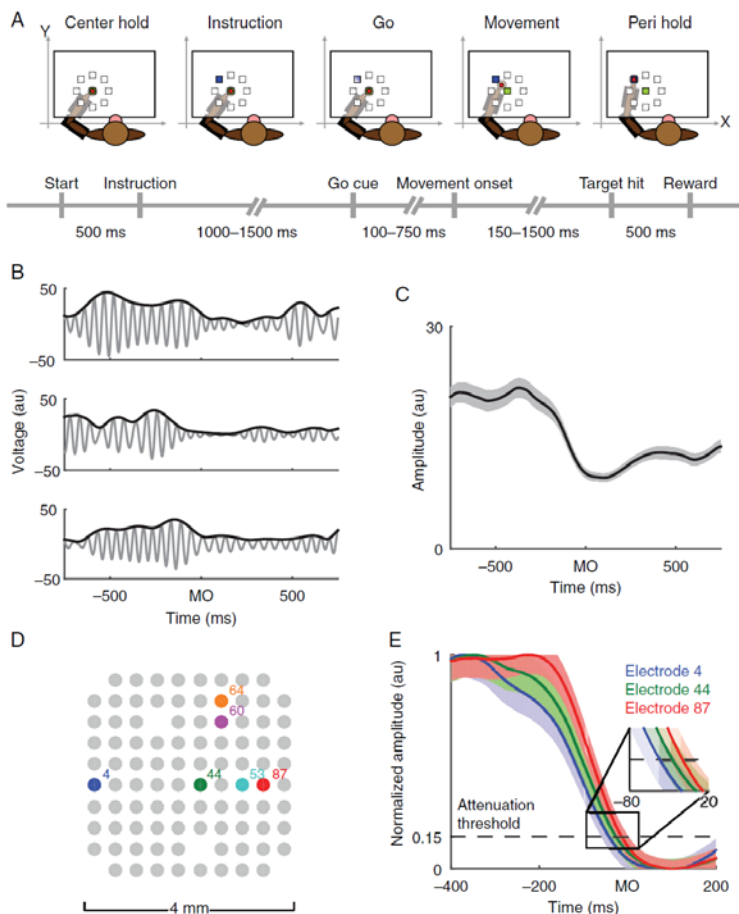 A
Y
Center hold
Instruction
Go
Movement
Peri hold
X
Start
Instruction
Go cue
Movement onset
Target hit
Reward
500 ms
1000–1500 ms
100–750 ms
150–1500 ms
500 ms
B
50
−50
50
−50
50
−50
Voltage (au)
−500
MO
500
Time (ms)
C
30
0
Amplitude (au)
−500
MO
500
Time (ms)
D
64
60
4
44
53
87
4 mm
E
1
0.15
0
Normalized amplitude (au)
Electrode 4
Electrode 44
Electrode 87
−80
20
Attenuation
threshold
−400
−200
MO
200
Time (ms)